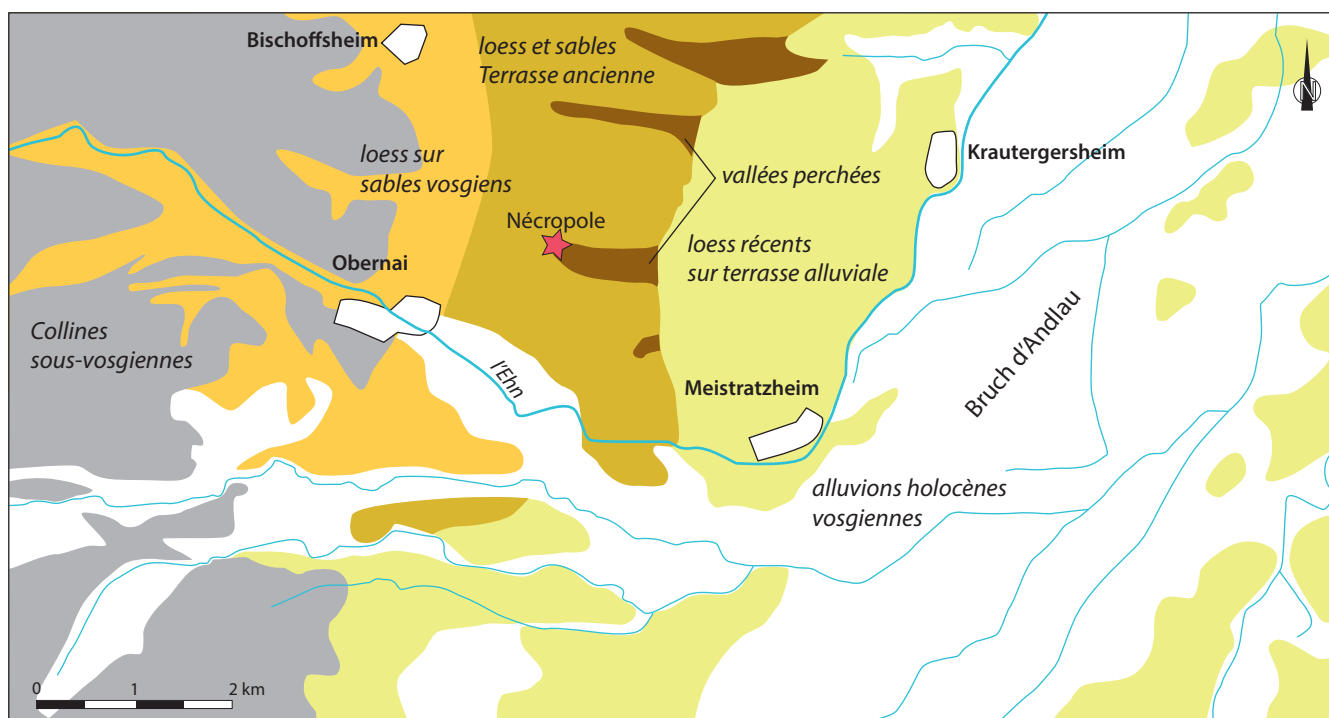 Bischoffsheim
loess et sables
Terrasse ancienne
N
Krautergersheim
loess sur
sables vosgiens
vallées perchées
Nécropole
loess récents
sur terrasse alluviale
Obernai
Collines
sous-vosgiennes
l'Ehn
Bruch d'Andlau
Meistratzheim
alluvions holocènes
vosgiennes
0 1 2 km